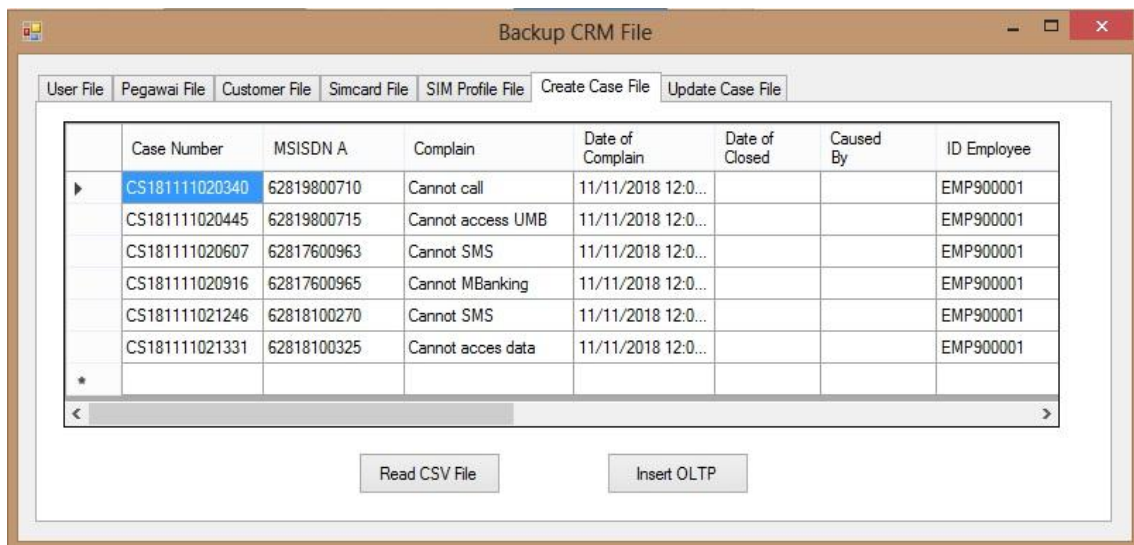 Backup CRM File
User File Pegawai File Customer File Simcard File SIM Profile File Create Case File Update Case File
Case Number MSISDN A Complain Date of Complain Date of Closed Caused By ID Employee
CS181111020340 62819800710 Cannot call 11/11/2018 12:0... EMP900001
CS181111020445 62819800715 Cannot access UMB 11/11/2018 12:0... EMP900001
CS181111020607 62817600963 Cannot SMS 11/11/2018 12:0... EMP900001
CS181111020916 62817600965 Cannot MBanking 11/11/2018 12:0... EMP900001
CS181111021246 62818100270 Cannot SMS 11/11/2018 12:0... EMP900001
CS181111021331 62818100325 Cannot acces data 11/11/2018 12:0... EMP900001
Read CSV File Insert OLTP